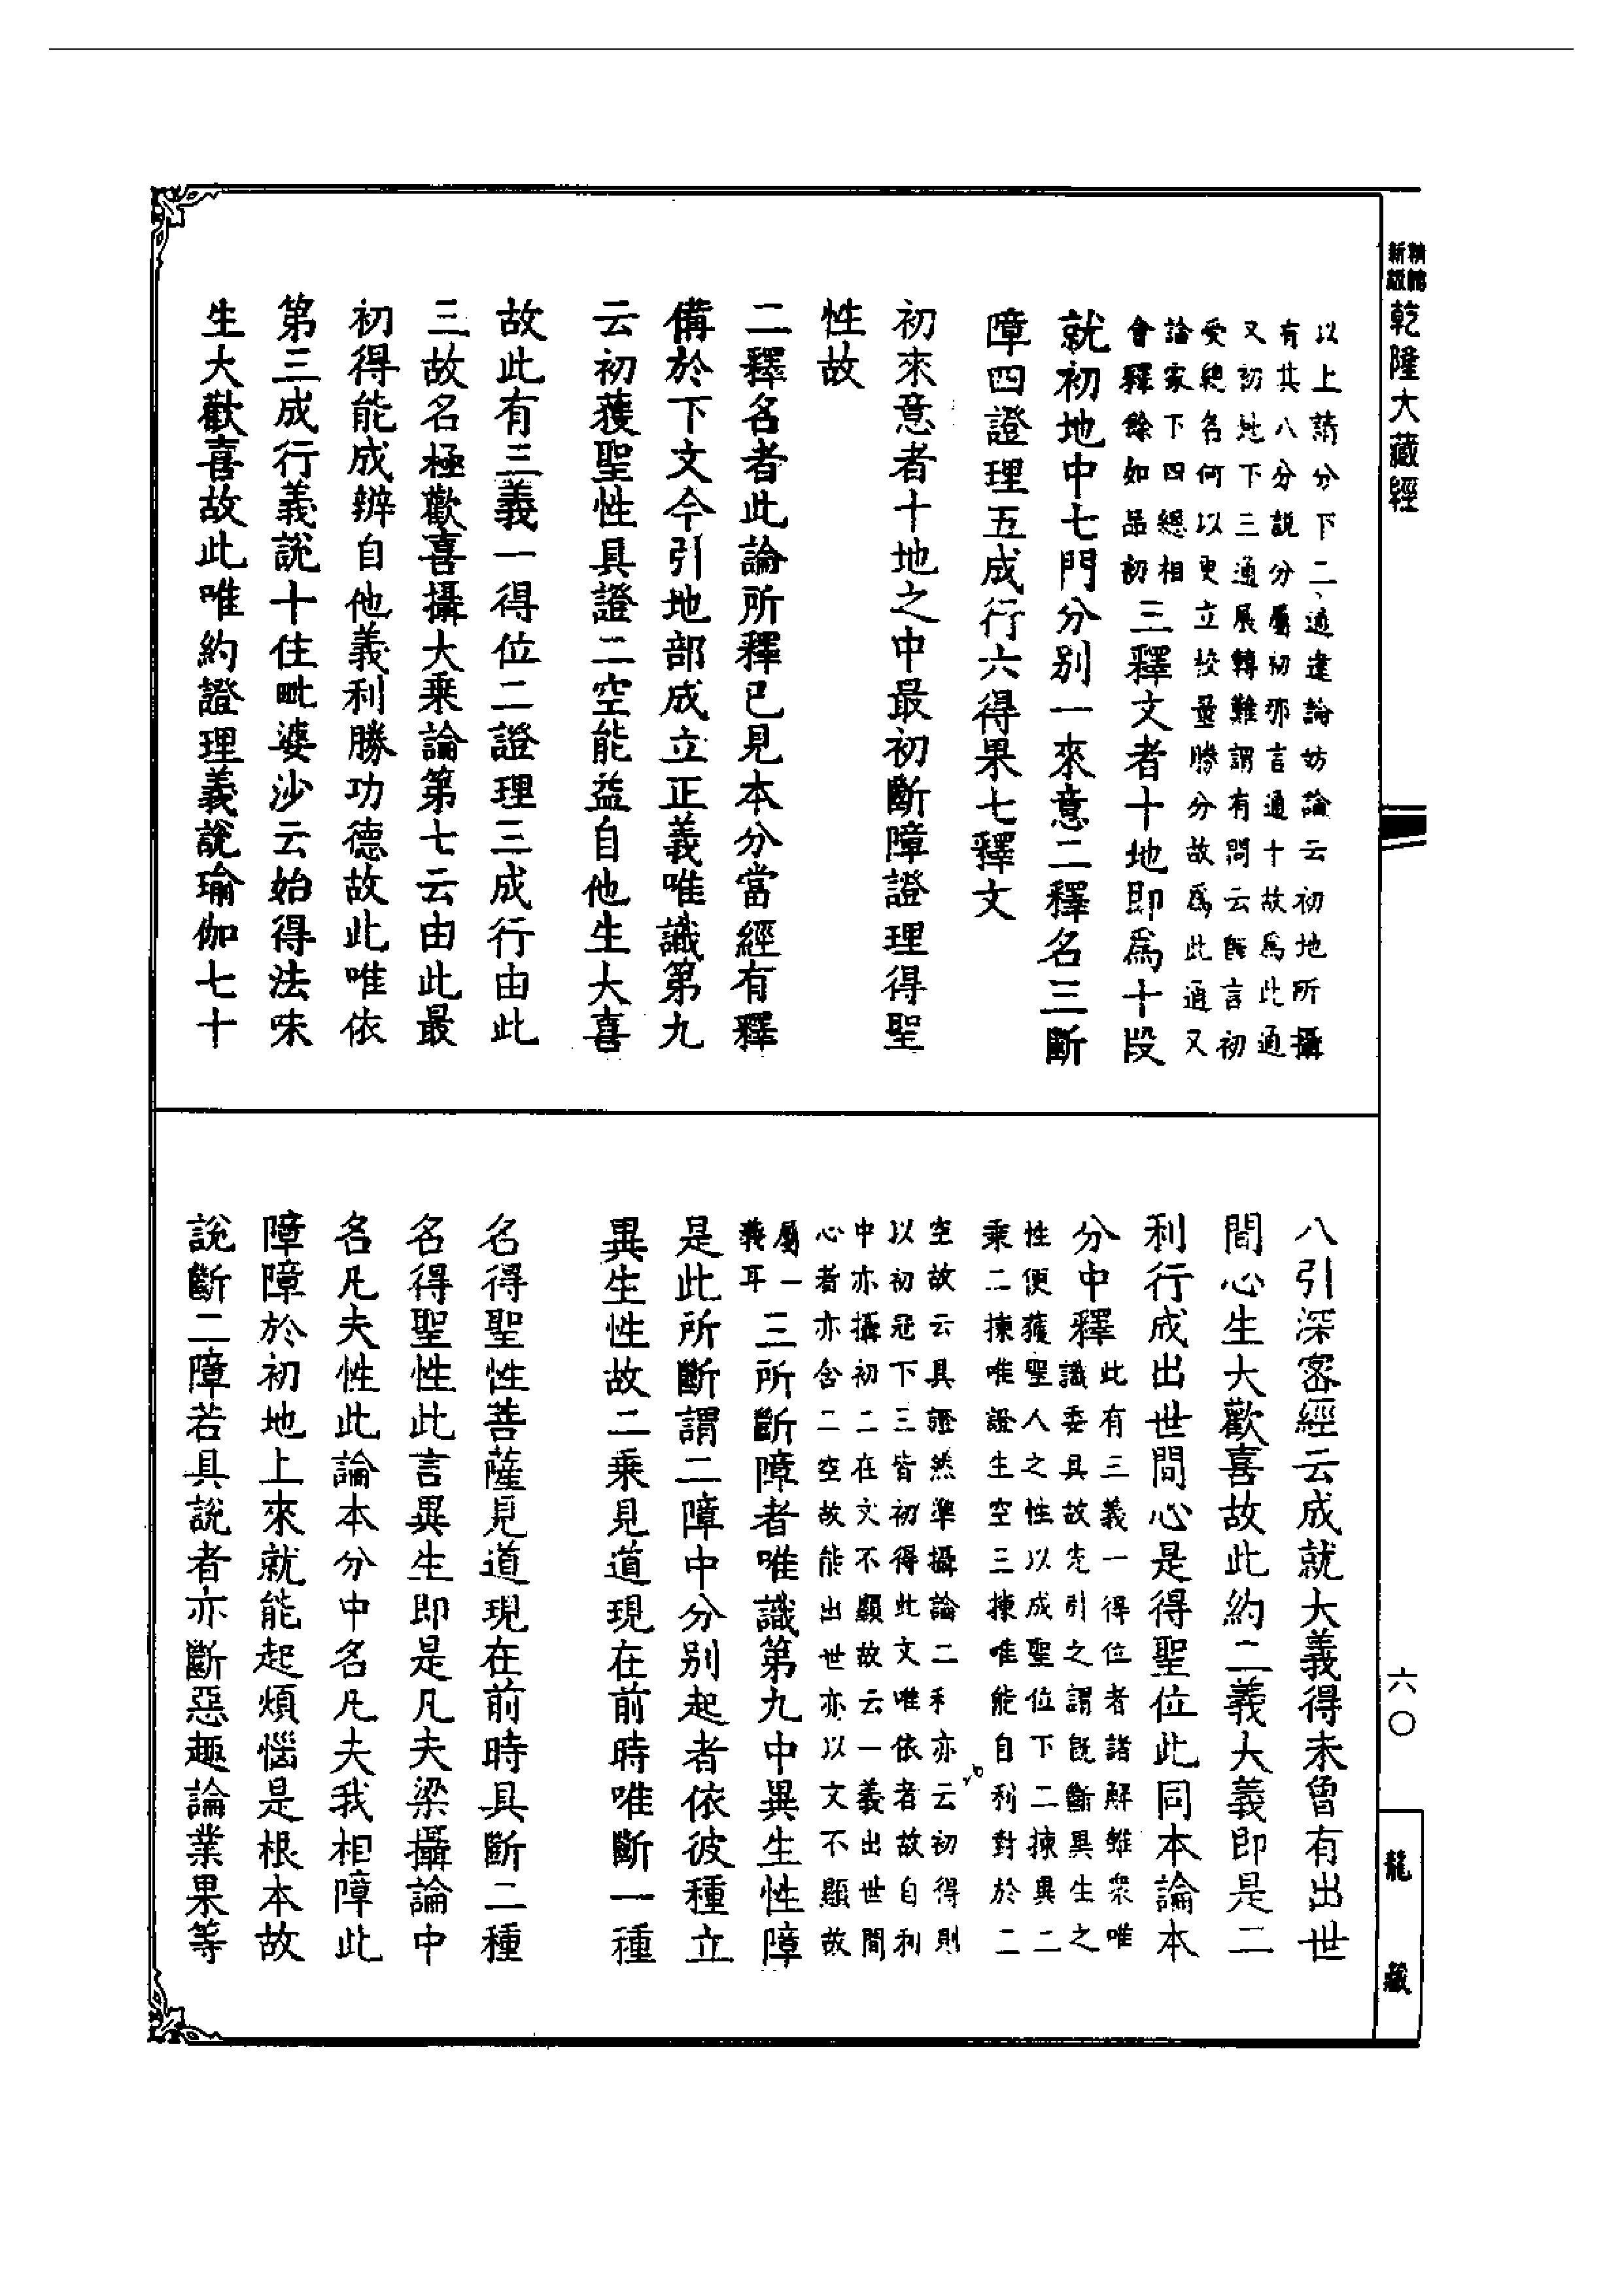 精館新級
乾隆大藏經
以上諸分下二通違論妨論云初地所攝
有其八分説分屬初那言通十故為此通
又初地下三通展轉難謂有問云旣言初
受總名何以更立校量勝分故爲此通又
論家下四總相
會釋餘如品初
三釋文者十地即爲十段
就初地中七門分別一來意二釋名三斷
障四證理五成行六得果七釋文
初來意者十地之中最初斷障證理得聖
性故
二釋名者此論所釋已見本分當經有釋
備於下文今引地部成立正義唯識第九
云初獲聖性具證二空能益自他生大喜
故此有三義一得位二證理三成行由此
三故名極歡喜攝大乘論第七云由此最
初得能成辨自他義利勝功德故此唯依
第三成行義說十住毗婆沙云始得法味
生大歡喜故此唯約證理義說瑜伽七十
八引深密經云成就大義得未曾有出世
間心生大歡喜故此約二義大義即是二
利行成出世間心是得聖位此同本論本
分中釋
此有三義一得位者諸解雖衆唯
識委具故先引之謂旣斷異生之
性便獲聖人之性以成聖位下二揀異二
乘二揀唯證生空三揀唯能自利對於二
空故云具證然準攝論二利亦云初得則
以初冠下三皆初得此文唯依者故自利
中亦攝初二在文不顯故云一義出世間
心者亦含二空故能出世亦以文不顯故
屬一
義耳
三所斷障者唯識第九中異生性障
是此所斷謂二障中分別起者依彼種立
異生性故二乘見道現在前時唯斷一種
名得聖性菩薩見道現在前時具斷二種
名得聖性此言異生即是凡夫梁攝論中
名凡夫性此論本分中名凡夫我相障此
障障於初地上來就能起煩惱是根本故
說斷二障若具説者亦斷惡趣論業果等
六〇
龍藏